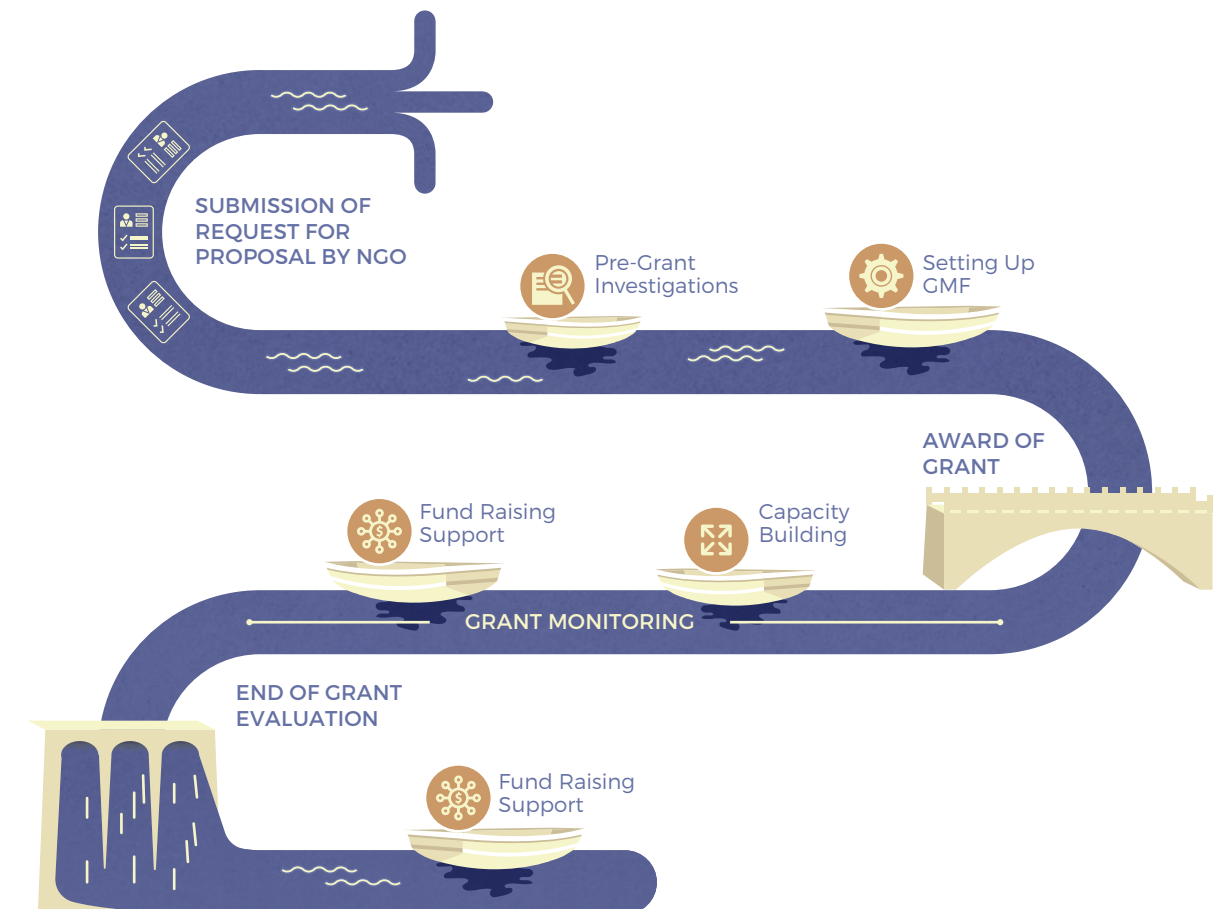 SUBMISSION OF
REQUEST FOR
PROPOSAL BY NGO
Pre-Grant
Investigations
Setting Up
GMF
AWARD OF
GRANT
Capacity
Building
Fund Raising
Support
GRANT MONITORING
END OF GRANT
EVALUATION
Fund Raising
Support